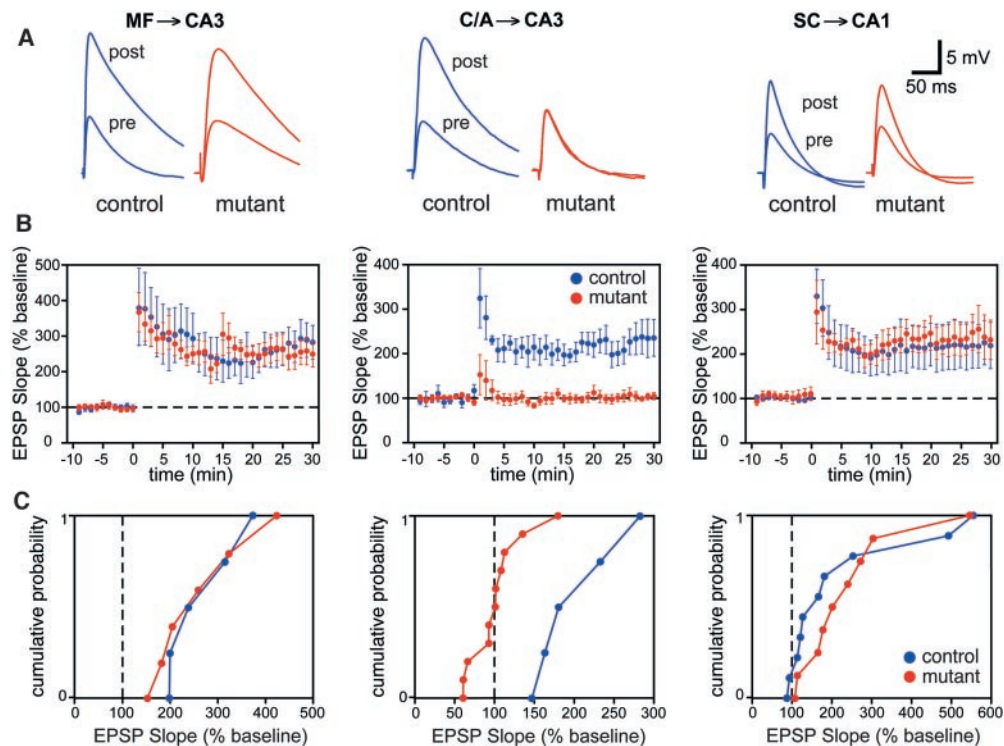 MF → CA3
C/A → CA3
SC → CA1
A
post
pre
control
mutant
post
pre
control
mutant
post
pre
control
mutant
5 mV
50 ms
B
EPSP Slope (% baseline)
500
400
300
200
100
0
-10 -5 0 5 10 15 20 25 30
time (min)
EPSP Slope (% baseline)
400
300
200
100
0
-10 -5 0 5 10 15 20 25 30
time (min)
control
mutant
EPSP Slope (% baseline)
400
300
200
100
0
-10 -5 0 5 10 15 20 25 30
time (min)
C
cumulative probability
1
0
0 100 200 300 400 500
EPSP Slope (% baseline)
cumulative probability
1
0
0 50 100 150 200 250 300
EPSP Slope (% baseline)
cumulative probability
1
0
0 100 200 300 400 500 600
EPSP Slope (% baseline)
control
mutant